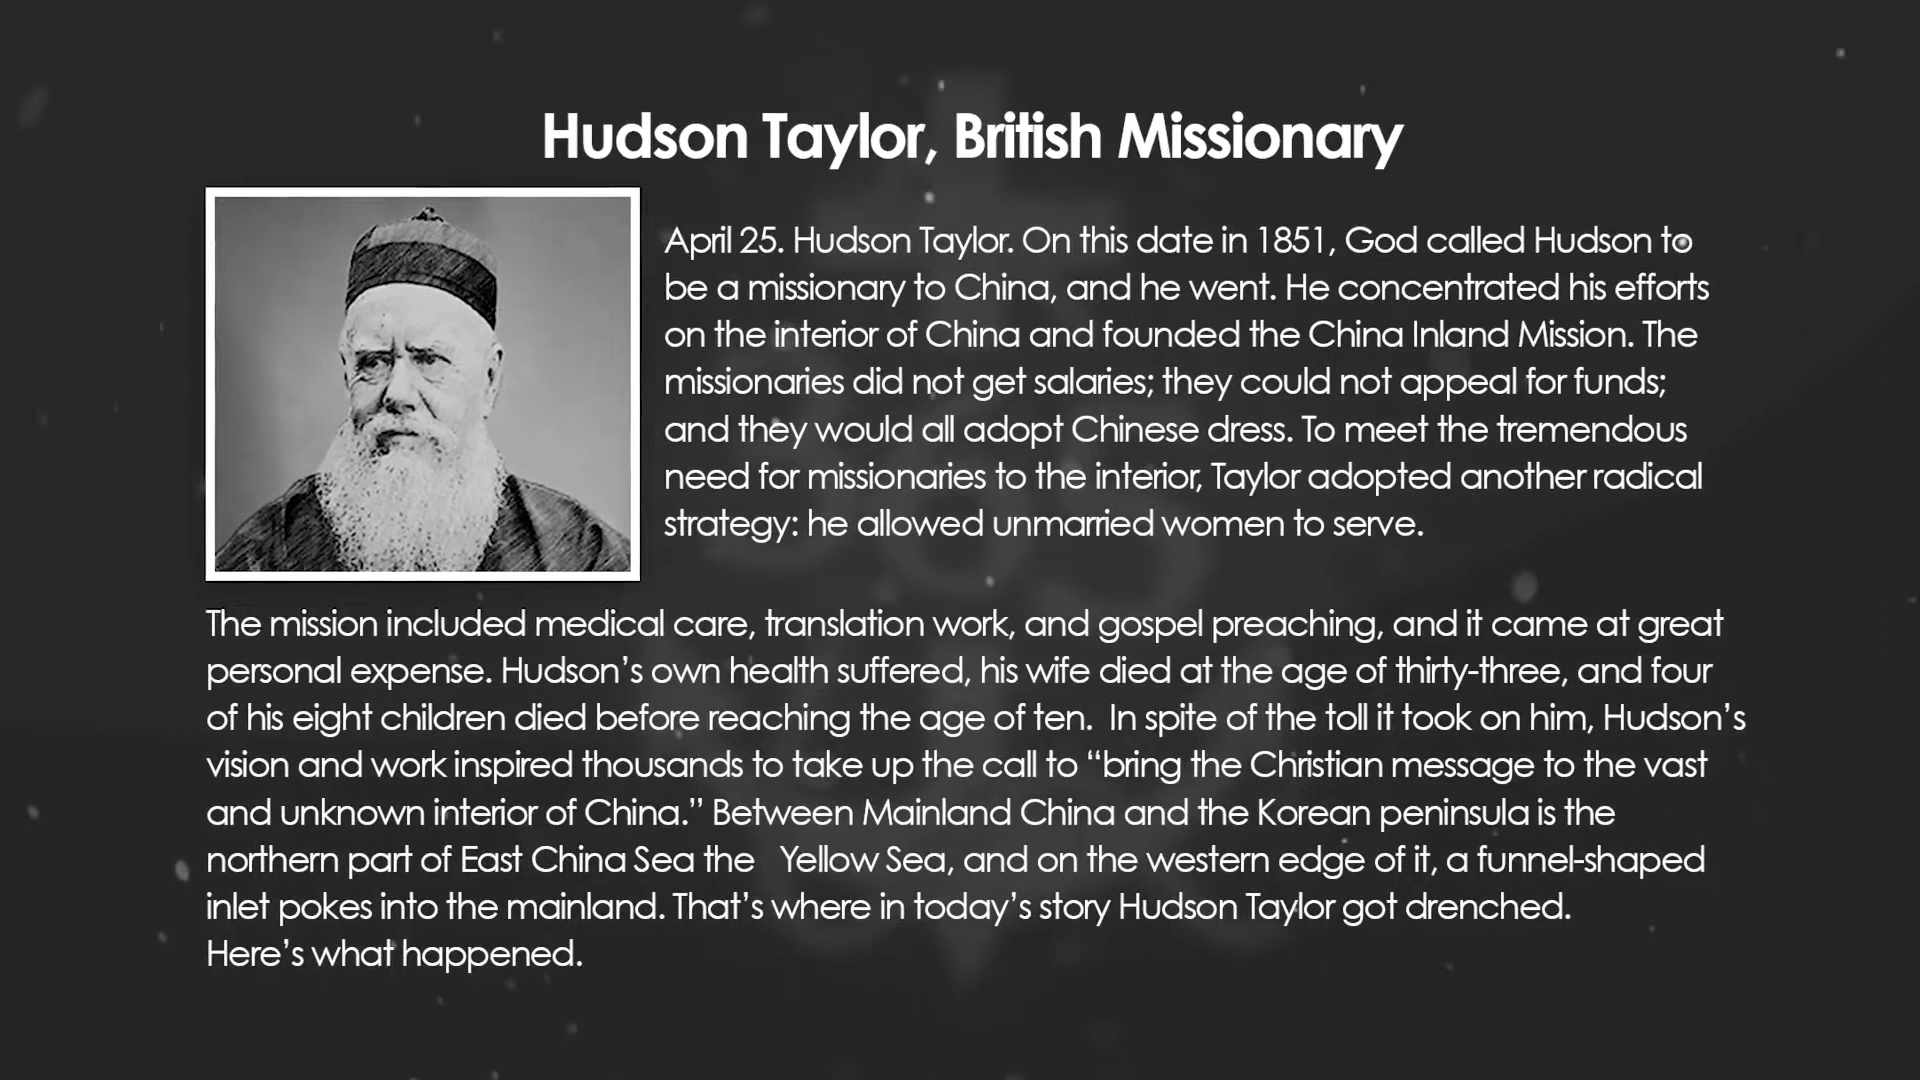 Hudson Taylor, British Missionary
April 25. Hudson Taylor. On this date in 1851, God called Hudson to
be a missionary to China, and he went. He concentrated his efforts
on the interior of China and founded the China Inland Mission. The
missionaries did not get salaries; they could not appeal for funds;
and they would all adopt Chinese dress. To meet the tremendous
need for missionaries to the interior, Taylor adopted another radical
strategy: he allowed unmarried women to serve.
The mission included medical care, translation work, and gospel preaching, and it came at great
personal expense. Hudson’s own health suffered, his wife died at the age of thirty-three, and four
of his eight children died before reaching the age of ten.  In spite of the toll it took on him, Hudson’s
vision and work inspired thousands to take up the call to “bring the Christian message to the vast
and unknown interior of China.” Between Mainland China and the Korean peninsula is the
northern part of East China Sea the   Yellow Sea, and on the western edge of it, a funnel-shaped
inlet pokes into the mainland. That’s where in today’s story Hudson Taylor got drenched.
Here’s what happened.